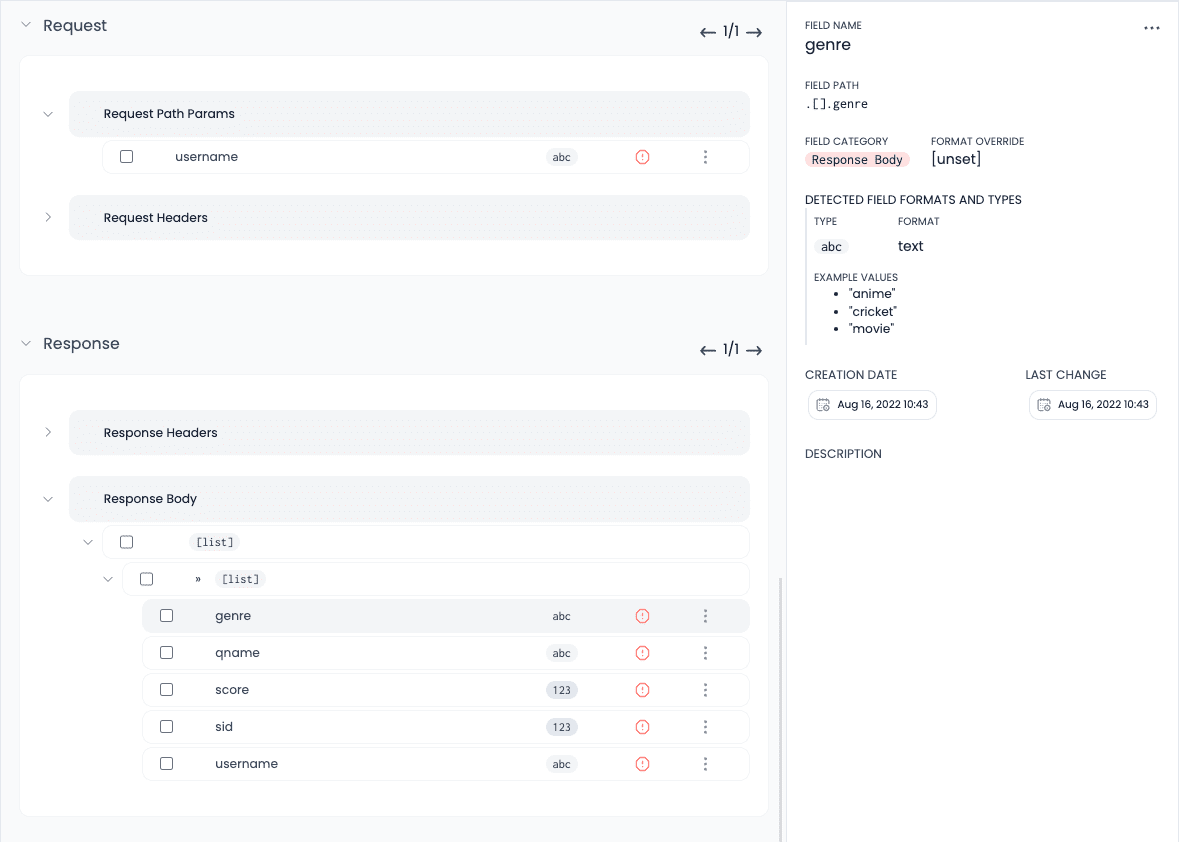 Request
← 1/1 →
Request Path Params
username abc
Request Headers
Response
← 1/1 →
Response Headers
Response Body
[list]
» [list]
genre abc
qname abc
score 123
sid 123
username abc
FIELD NAME
genre
FIELD PATH
.[].genre
FIELD CATEGORY FORMAT OVERRIDE
Response Body [unset]
DETECTED FIELD FORMATS AND TYPES
TYPE FORMAT
abc text
EXAMPLE VALUES
• "anime"
• "cricket"
• "movie"
CREATION DATE LAST CHANGE
Aug 16, 2022 10:43 Aug 16, 2022 10:43
DESCRIPTION